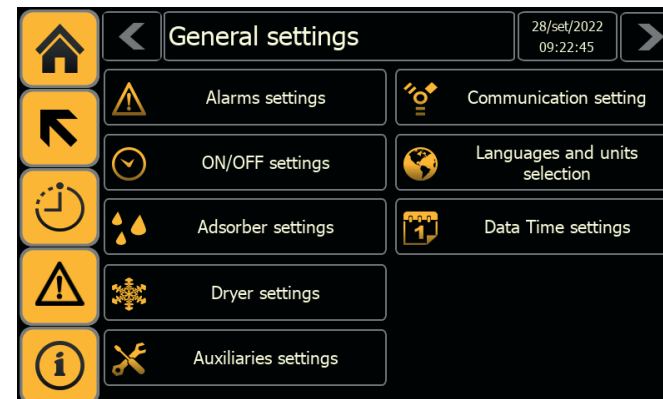 General settings
28/set/2022
09:22:45
Alarms settings
Communication setting
ON/OFF settings
Languages and units
selection
Adsorber settings
1
Data Time settings
Dryer settings
Auxiliaries settings
i